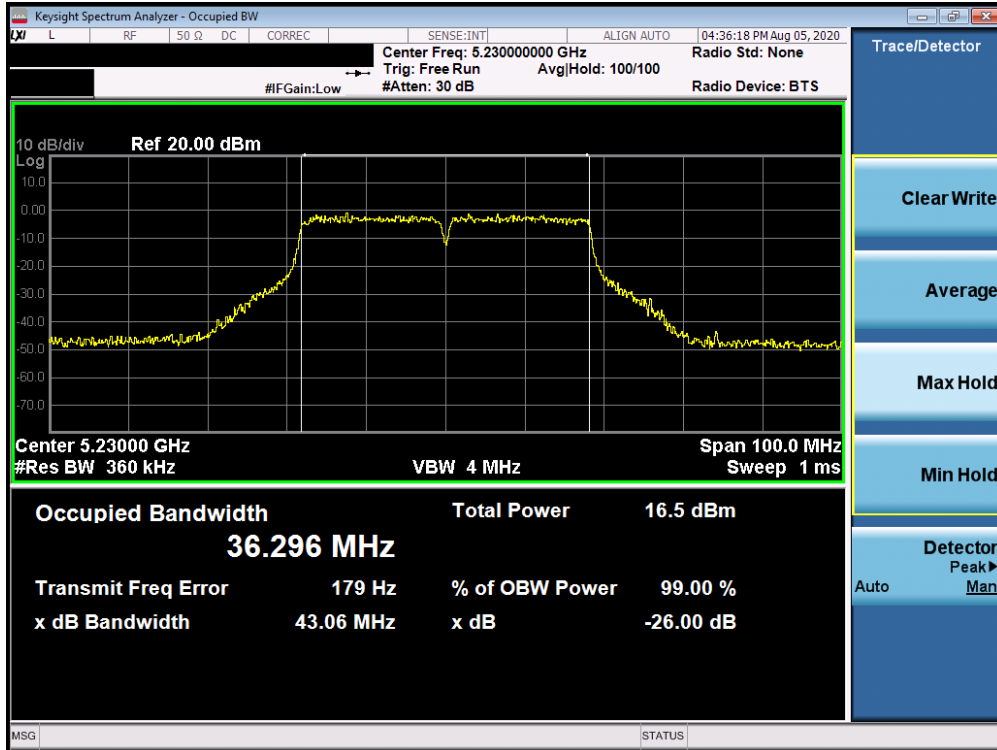 Keysight Spectrum Analyzer - Occupied BW
LXI L RF 50 Ω DC CORREC SENSE:INT ALIGN AUTO 04:36:18 PM Aug 05, 2020
Center Freq: 5.230000000 GHz Radio Std: None
Trig: Free Run Avg|Hold: 100/100
#IFGain:Low #Atten: 30 dB Radio Device: BTS
Trace/Detector
10 dB/div Ref 20.00 dBm
Log
10.0
0.00
-10.0
-20.0
-30.0
-40.0
-50.0
-60.0
-70.0
Center 5.23000 GHz Span 100.0 MHz
#Res BW 360 kHz VBW 4 MHz Sweep 1 ms
Occupied Bandwidth Total Power 16.5 dBm
36.296 MHz
Transmit Freq Error 179 Hz % of OBW Power 99.00 %
x dB Bandwidth 43.06 MHz x dB -26.00 dB
Clear Write
Average
Max Hold
Min Hold
Detector
Peak▶
Auto Man
MSG STATUS